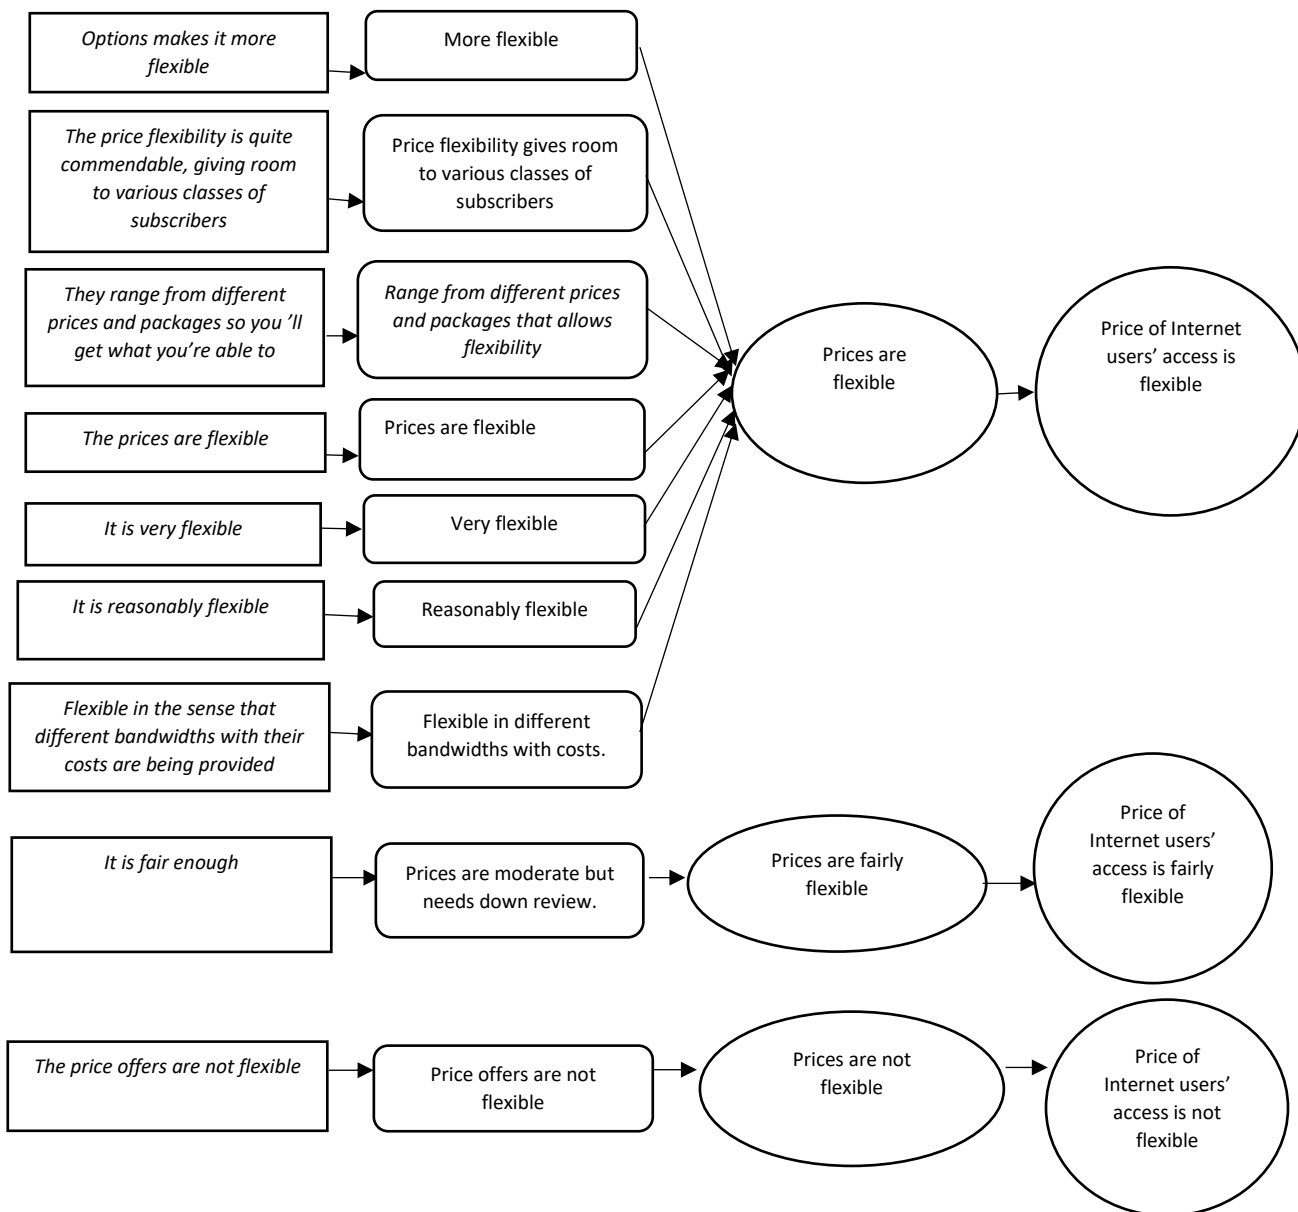 Options makes it more
flexible
More flexible
The price flexibility is quite
commendable, giving room
to various classes of
subscribers
Price flexibility gives room
to various classes of
subscribers
They range from different
prices and packages so you ’ll
get what you’re able to
Range from different prices
and packages that allows
flexibility
Prices are
flexible
Price of Internet
users’ access is
flexible
The prices are flexible
Prices are flexible
It is very flexible
Very flexible
It is reasonably flexible
Reasonably flexible
Flexible in the sense that
different bandwidths with their
costs are being provided
Flexible in different
bandwidths with costs.
It is fair enough
Prices are moderate but
needs down review.
Prices are fairly
flexible
Price of
Internet users’
access is fairly
flexible
The price offers are not flexible
Price offers are not
flexible
Prices are not
flexible
Price of
Internet users’
access is not
flexible